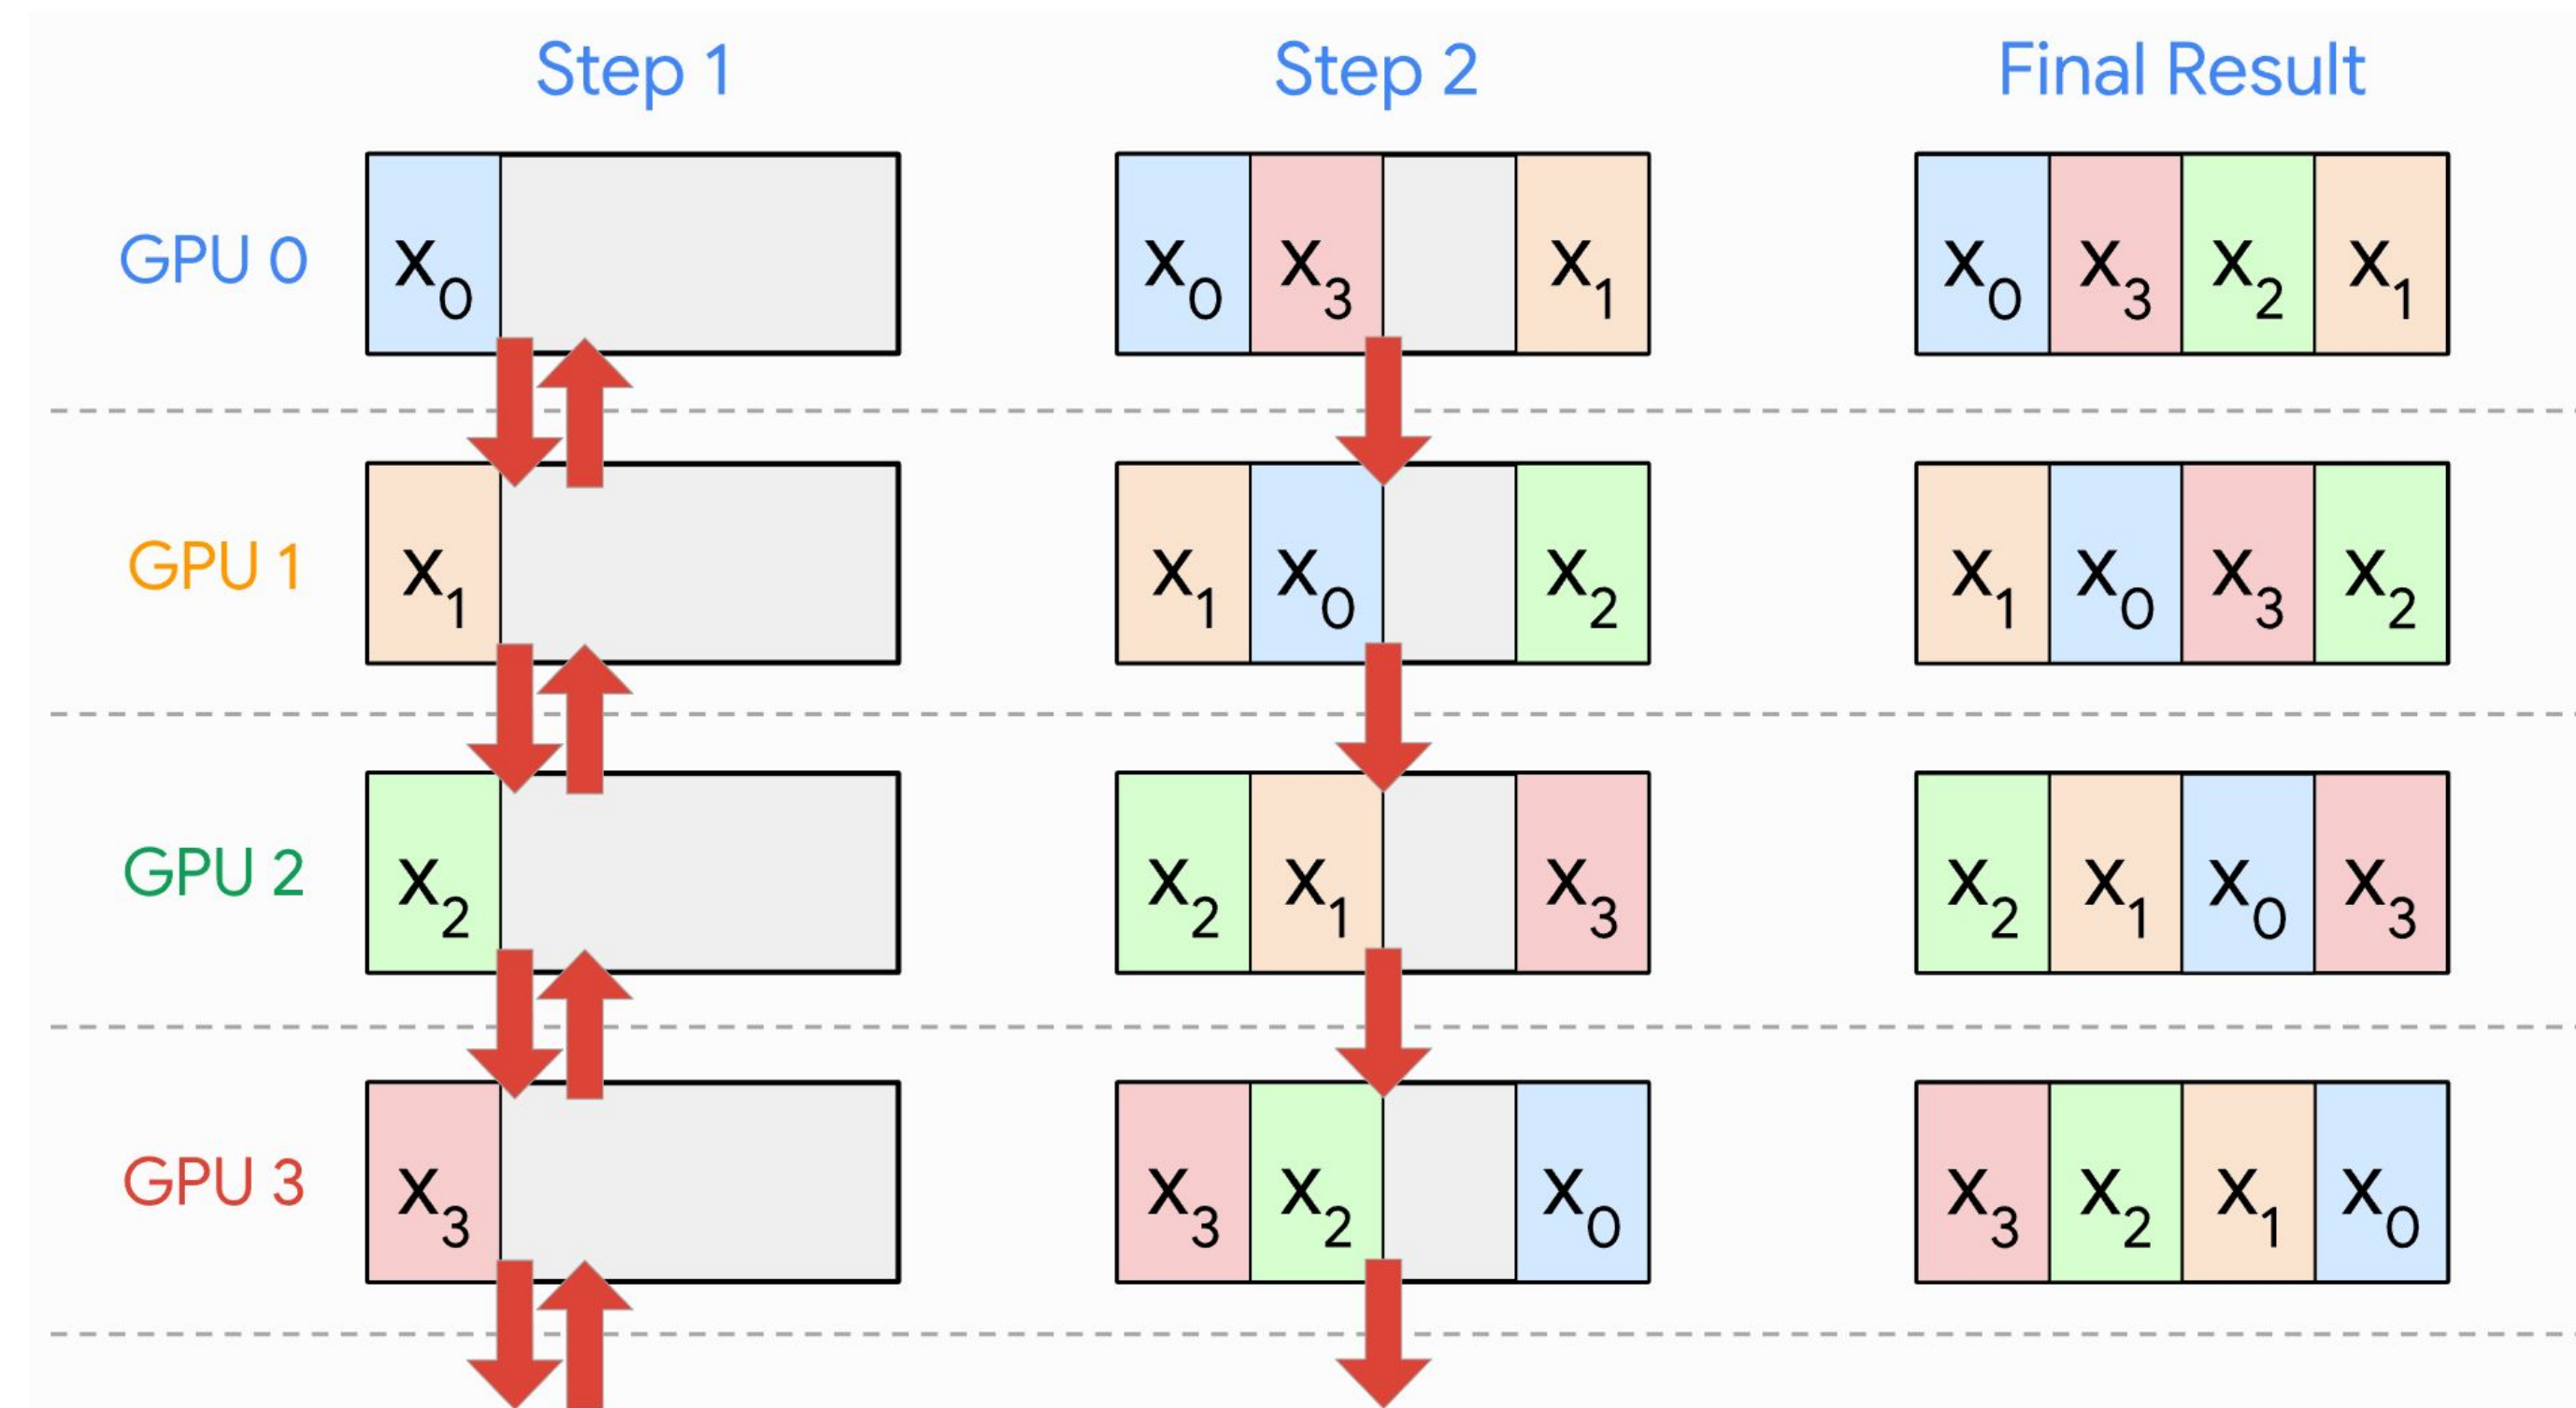 Step 1 Step 2 Final Result
GPU 0 x₀ x₀ x₃ x₁ x₀ x₃ x₂ x₁
GPU 1 x₁ x₁ x₀ x₂ x₁ x₀ x₃ x₂
GPU 2 x₂ x₂ x₁ x₃ x₂ x₁ x₀ x₃
GPU 3 x₃ x₃ x₂ x₀ x₃ x₂ x₁ x₀